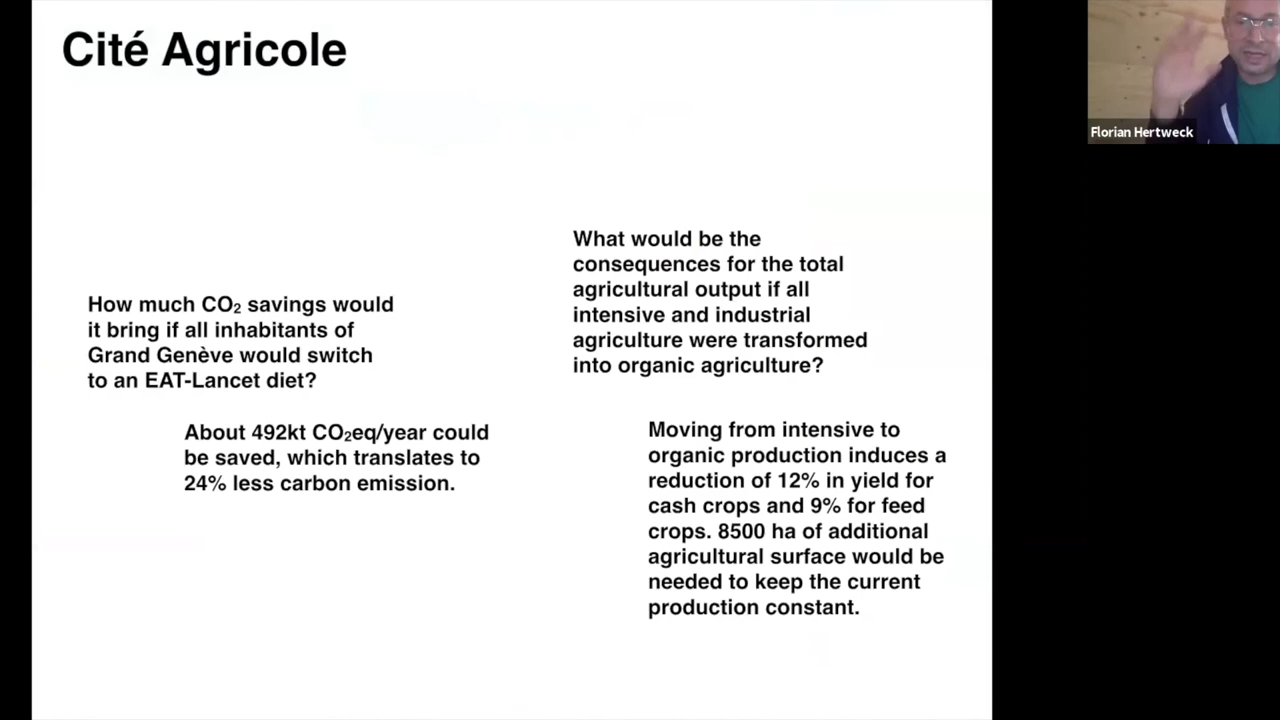 Cité Agricole
How much CO₂ savings would
it bring if all inhabitants of
Grand Genève would switch
to an EAT-Lancet diet?
About 492kt CO₂eq/year could
be saved, which translates to
24% less carbon emission.
What would be the
consequences for the total
agricultural output if all
intensive and industrial
agriculture were transformed
into organic agriculture?
Moving from intensive to
organic production induces a
reduction of 12% in yield for
cash crops and 9% for feed
crops. 8500 ha of additional
agricultural surface would be
needed to keep the current
production constant.
Florian Hertweck